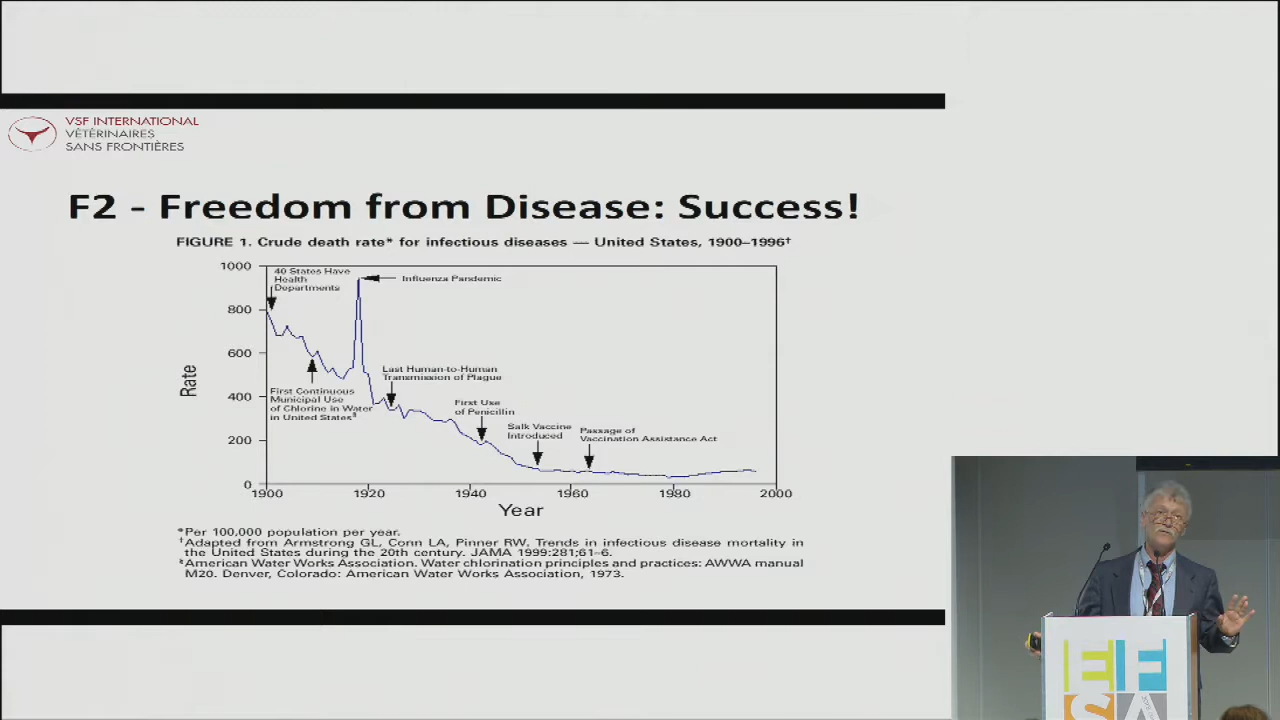 VSF INTERNATIONAL
VÉTÉRINAIRES
SANS FRONTIÈRES
F2 - Freedom from Disease: Success!
FIGURE 1. Crude death rate* for infectious diseases — United States, 1900–1996†
1000
800
600
400
200
0
Rate
40 States Have
Health
Departments
Influenza Pandemic
First Continuous
Municipal Use
of Chlorine in Water
in United States§
Last Human-to-Human
Transmission of Plague
First Use
of Penicillin
Salk Vaccine
Introduced
Passage of
Vaccination Assistance Act
1900
1920
1940
1960
1980
2000
Year
*Per 100,000 population per year.
†Adapted from Armstrong GL, Conn LA, Pinner RW. Trends in infectious disease mortality in
the United States during the 20th century. JAMA 1999:281;61–6.
§American Water Works Association. Water chlorination principles and practices: AWWA manual
M20. Denver, Colorado: American Water Works Association, 1973.
EF
SA